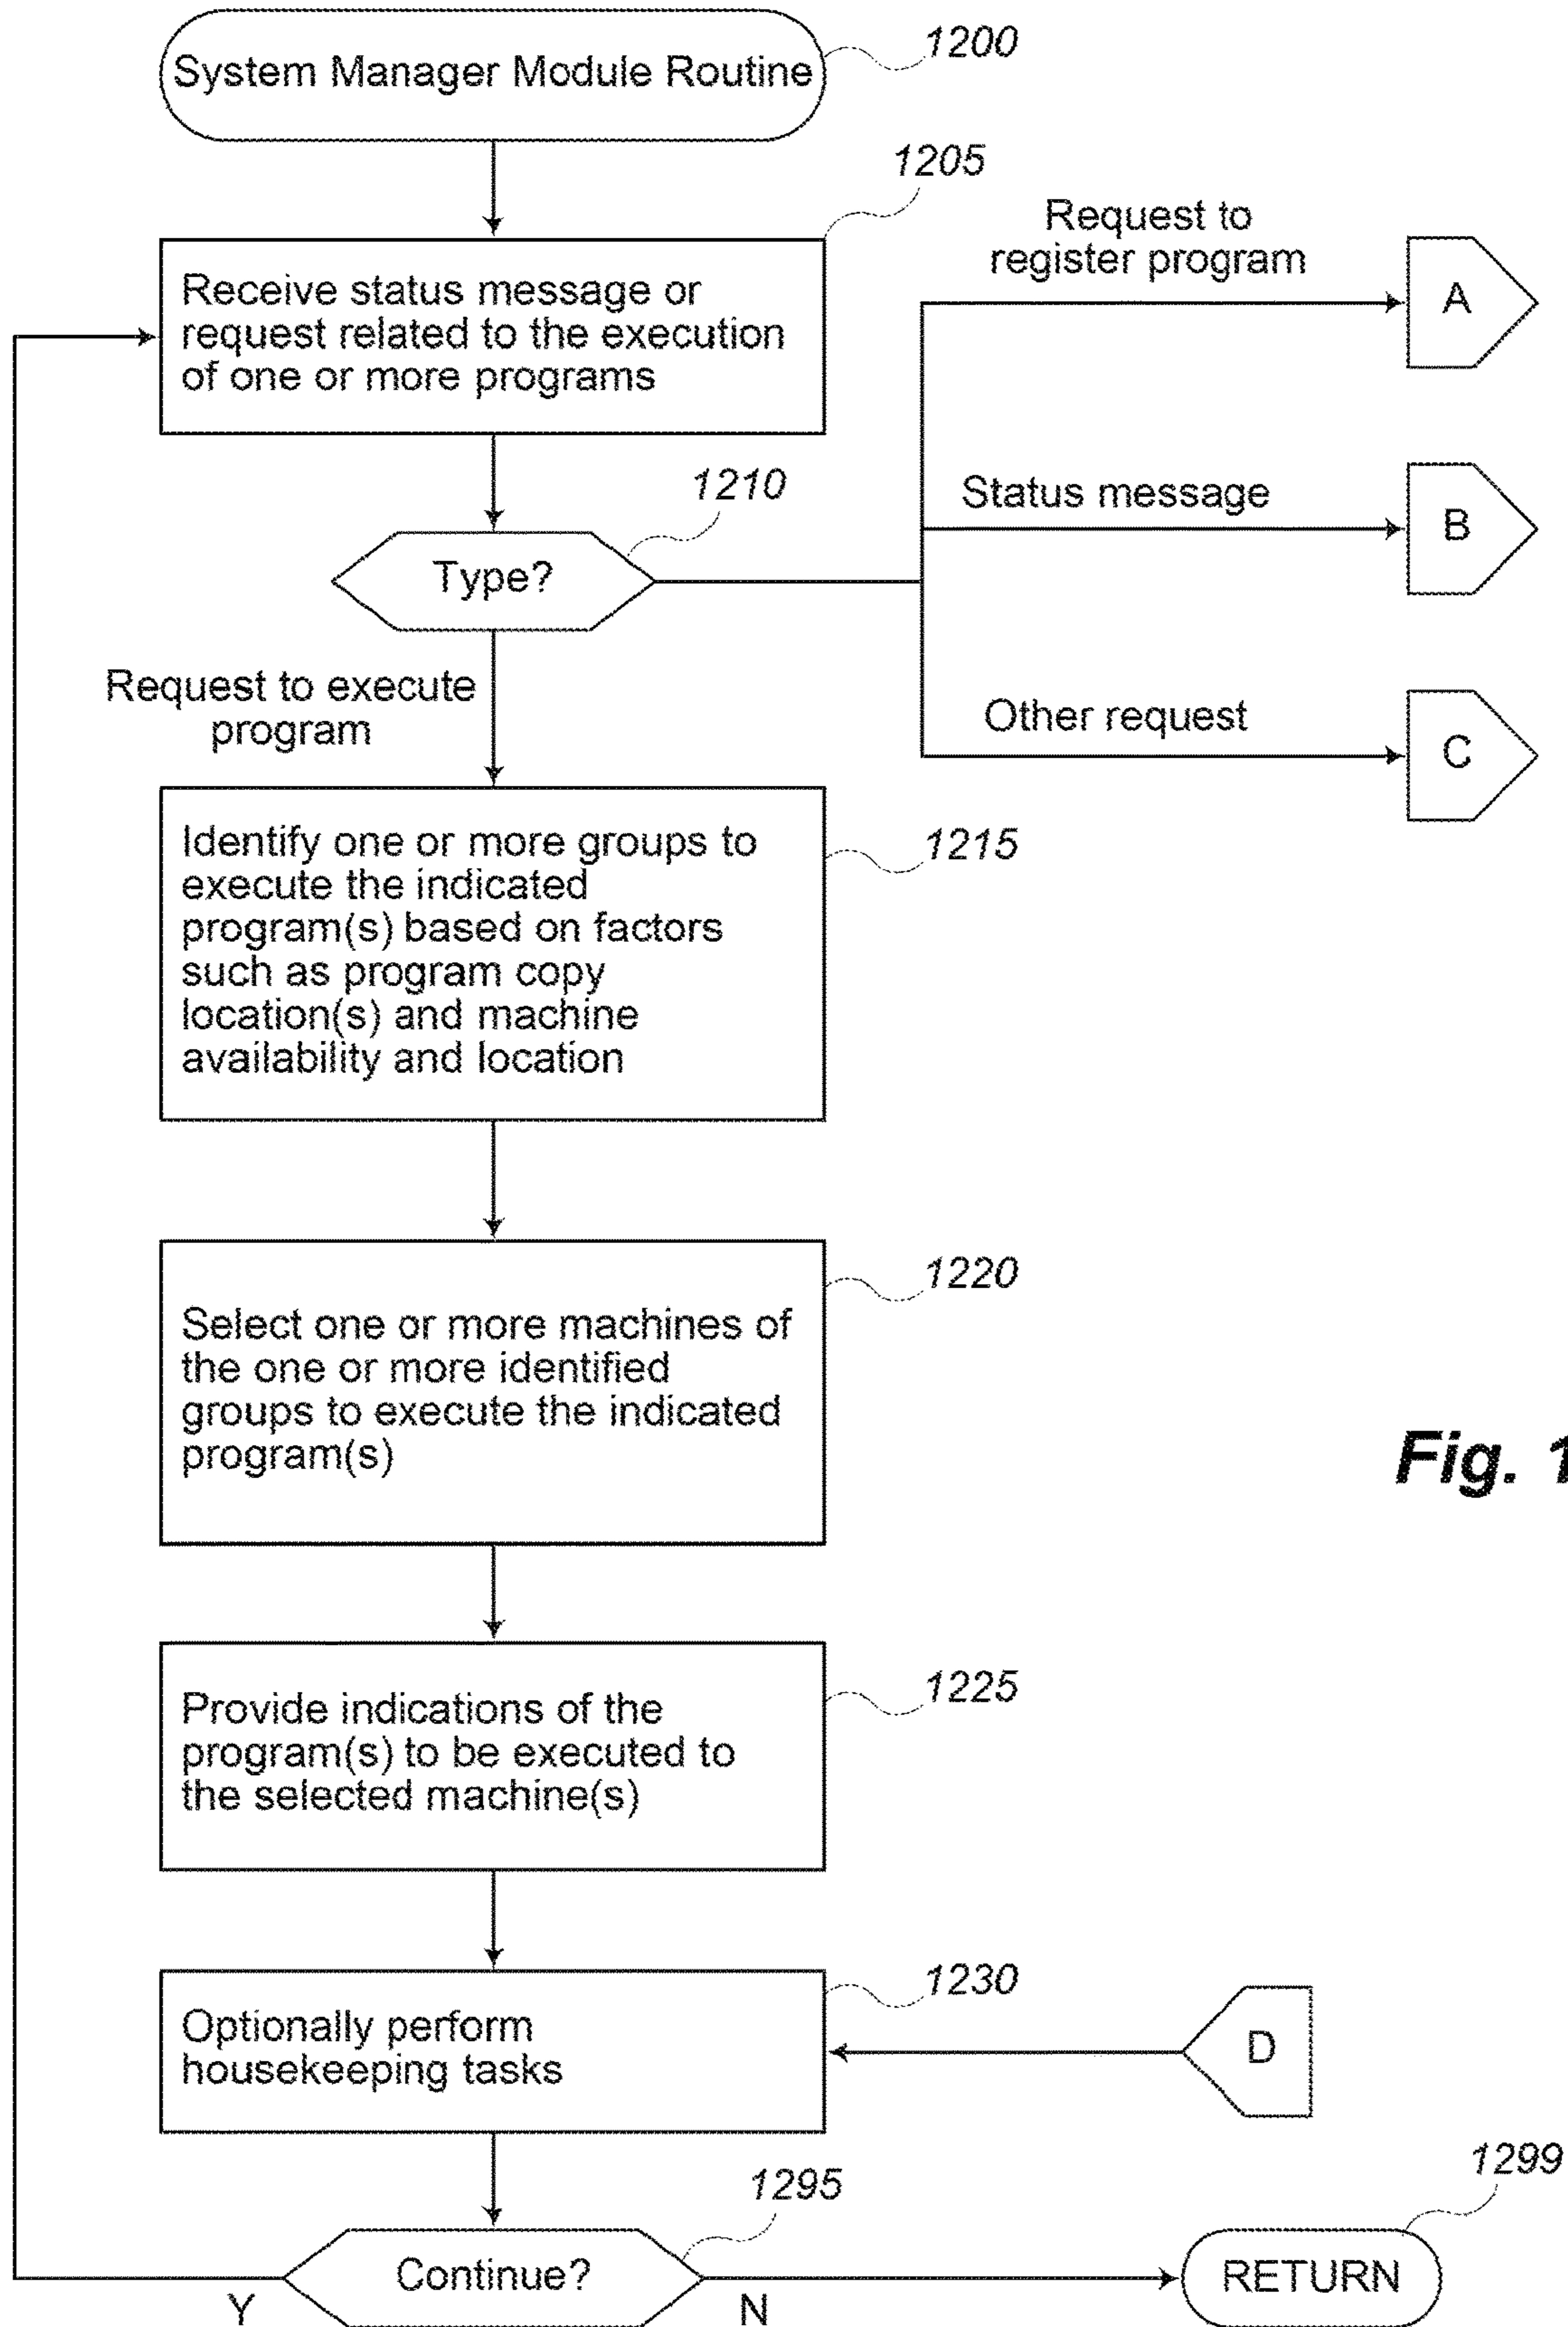 System Manager Module Routine
1200
1205
Receive status message or
request related to the execution
of one or more programs
Request to
register program
A
1210
Type?
Status message
B
Other request
C
Request to execute
program
1215
Identify one or more groups to
execute the indicated
program(s) based on factors
such as program copy
location(s) and machine
availability and location
1220
Select one or more machines of
the one or more identified
groups to execute the indicated
program(s)
Fig. 1
1225
Provide indications of the
program(s) to be executed to
the selected machine(s)
1230
Optionally perform
housekeeping tasks
D
1295
Continue?
Y
N
1299
RETURN